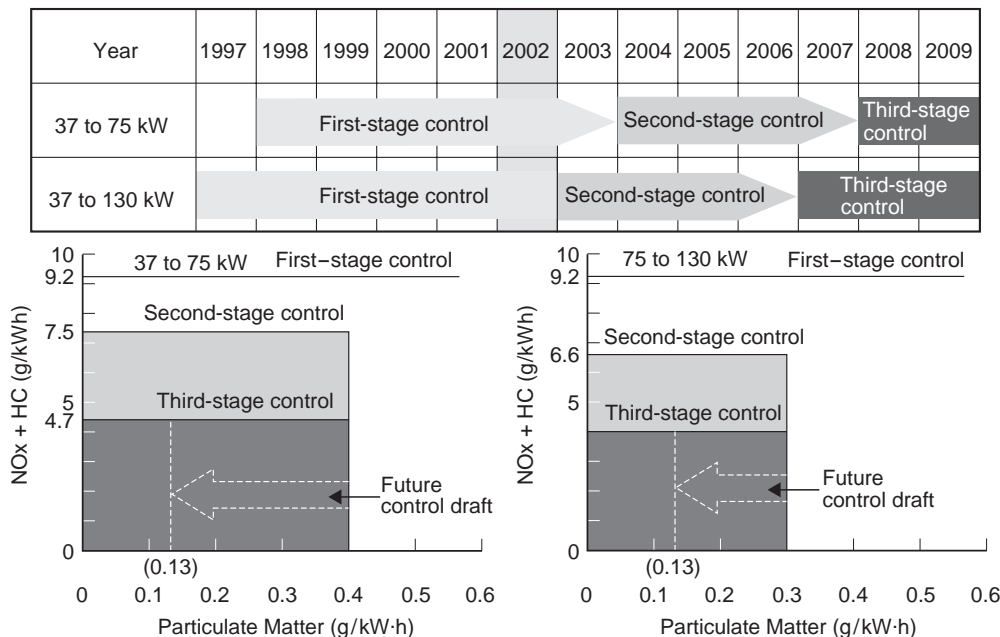 Year 1997 1998 1999 2000 2001 2002 2003 2004 2005 2006 2007 2008 2009
37 to 75 kW First-stage control Second-stage control Third-stage control
37 to 130 kW First-stage control Second-stage control Third-stage control
10
9.2
7.5
5
4.7
0
NOx + HC (g/kWh)
37 to 75 kW First-stage control
Second-stage control
Third-stage control
Future
control draft
(0.13)
0 0.1 0.2 0.3 0.4 0.5 0.6
Particulate Matter (g/kW·h)
10
9.2
6.6
5
0
NOx + HC (g/kWh)
75 to 130 kW First-stage control
Second-stage control
Third-stage control
Future
control draft
(0.13)
0 0.1 0.2 0.3 0.4 0.5 0.6
Particulate Matter (g/kW·h)